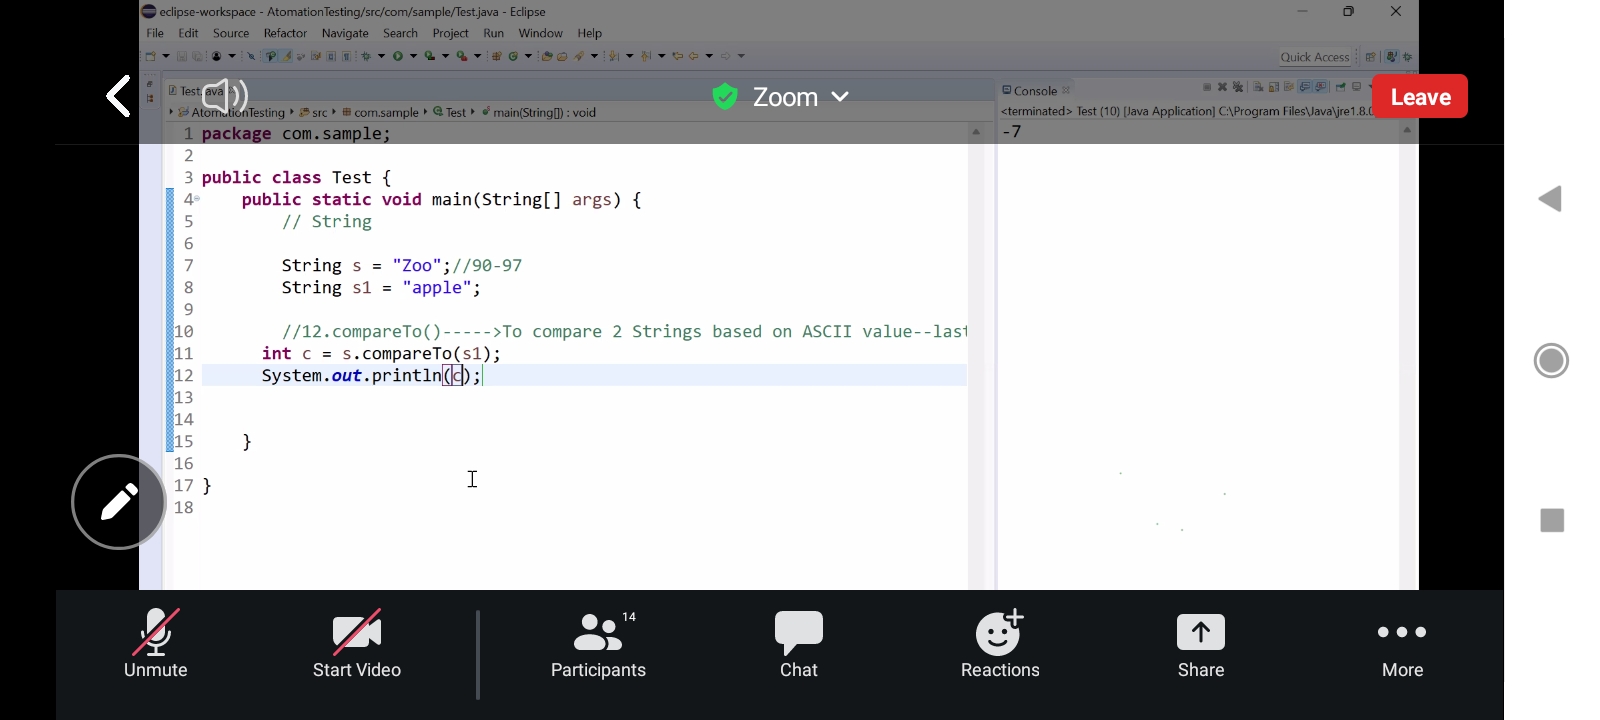 eclipse-workspace - AtomationTesting/src/com/sample/Test.java - Eclipse
File Edit Source Refactor Navigate Search Project Run Window Help
Quick Access
Zoom
Leave
Console
AtomationTesting src com.sample Test main(String[]) : void
<terminated> Test (10) [Java Application] C:\Program Files\Java\jre1.8.0
-7
1 package com.sample;
2
3 public class Test {
4 public static void main(String[] args) {
5 // String
6
7 String s = "Zoo";//90-97
8 String s1 = "apple";
9
10 //12.compareTo()----->To compare 2 Strings based on ASCII value--last
11 int c = s.compareTo(s1);
12 System.out.println(c);
13
14
15 }
16
17 }
18
14
Unmute Start Video Participants Chat Reactions Share More